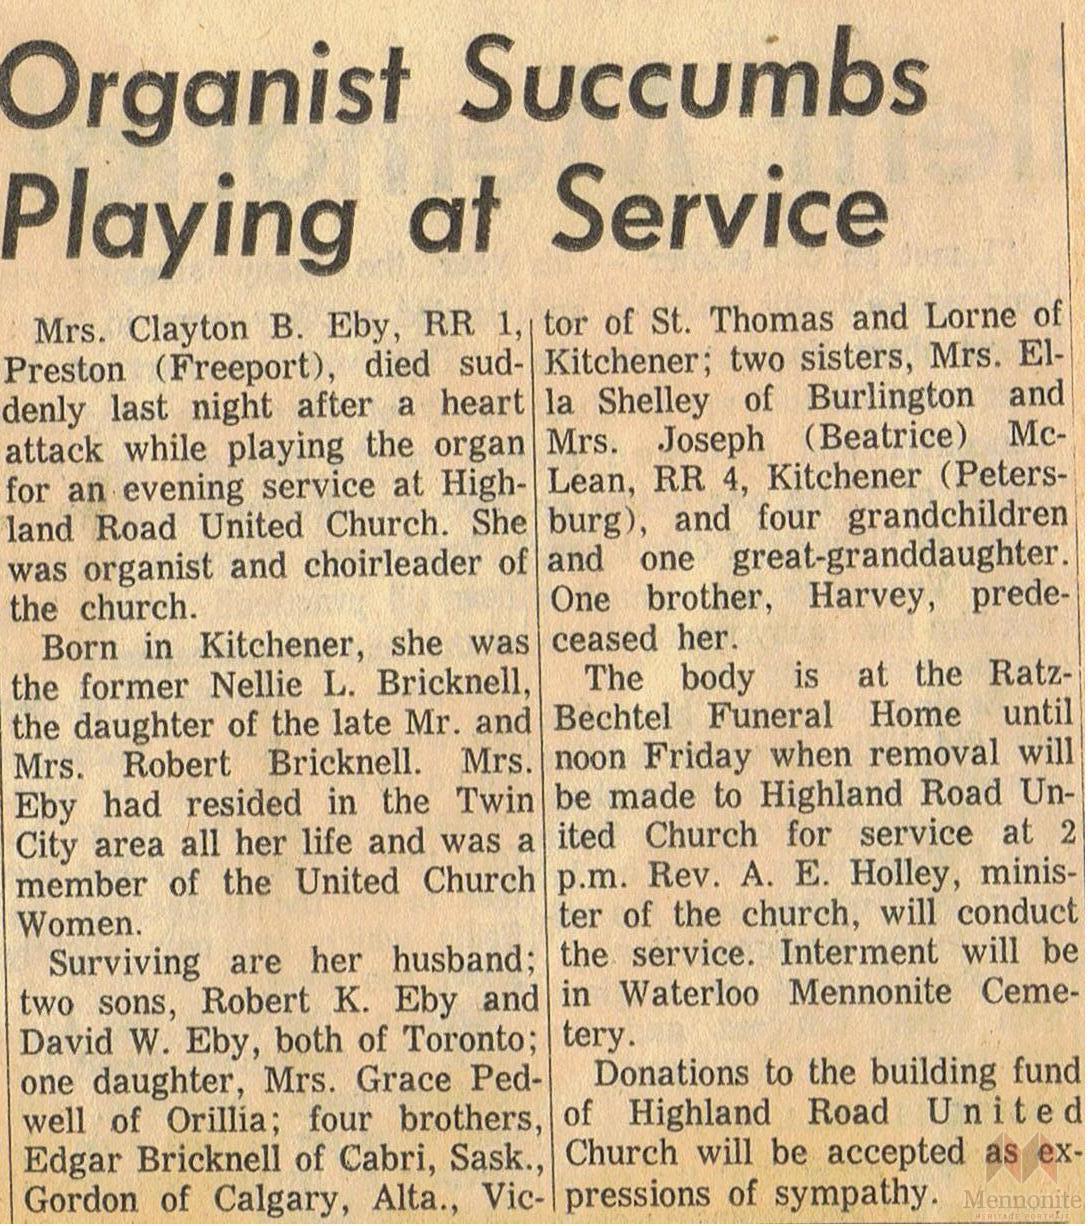 Organist Succumbs
Playing at Service
Mrs. Clayton B. Eby, RR 1,
Preston (Freeport), died sud-
denly last night after a heart
attack while playing the organ
for an evening service at High-
land Road United Church. She
was organist and choirleader of
the church.
Born in Kitchener, she was
the former Nellie L. Bricknell,
the daughter of the late Mr. and
Mrs. Robert Bricknell. Mrs.
Eby had resided in the Twin
City area all her life and was a
member of the United Church
Women.
Surviving are her husband;
two sons, Robert K. Eby and
David W. Eby, both of Toronto;
one daughter, Mrs. Grace Ped-
well of Orillia; four brothers,
Edgar Bricknell of Cabri, Sask.,
Gordon of Calgary, Alta., Vic-
tor of St. Thomas and Lorne of
Kitchener; two sisters, Mrs. El-
la Shelley of Burlington and
Mrs. Joseph (Beatrice) Mc-
Lean, RR 4, Kitchener (Peters-
burg), and four grandchildren
and one great-granddaughter.
One brother, Harvey, prede-
ceased her.
The body is at the Ratz-
Bechtel Funeral Home until
noon Friday when removal will
be made to Highland Road Un-
ited Church for service at 2
p.m. Rev. A. E. Holley, minis-
ter of the church, will conduct
the service. Interment will be
in Waterloo Mennonite Ceme-
tery.
Donations to the building fund
of Highland Road United
Church will be accepted as ex-
pressions of sympathy.
Mennonite
HERITAGE PORTRAIT